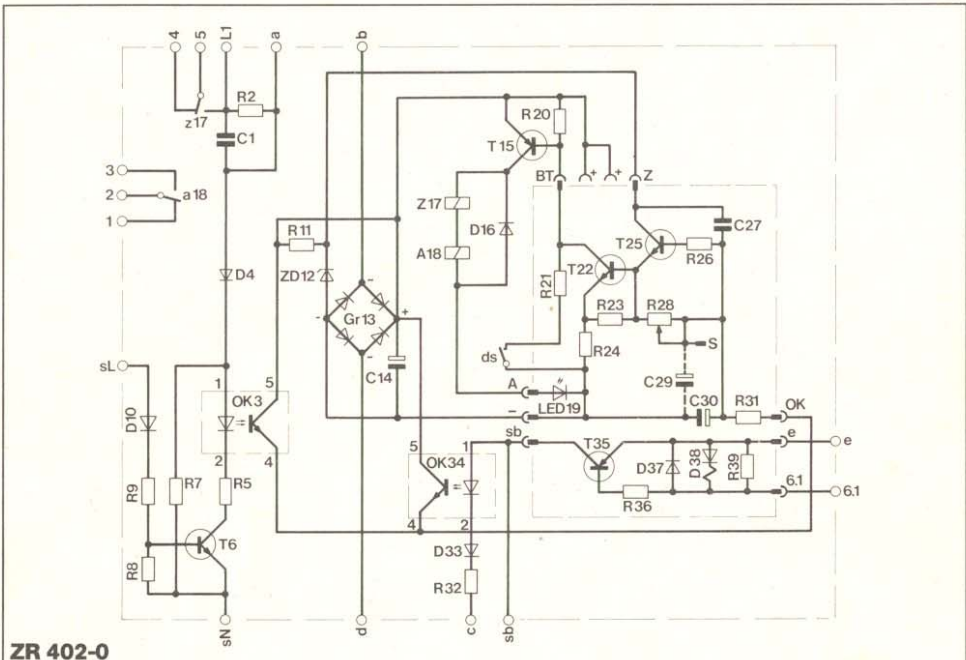 4 5 L1 a b
R2
z17
C1
R20
T15
3
2 a18
1
BT + + Z
Z17
D16
A18
C27
T25
R26
T22
R11
ZD12
D4
R21
R23 R28
- Gr13 +
-
-
R24
S
ds
C14
C29
sL
A
LED19
C30 R31 OK
-
1 5
OK3
2 4
D10
sb
T35
e e
D37 D38 R39
6.1 6.1
R36
5 1
OK34
4 2
R9 R7 R5
T6
R8
D33
R32
sN d c sb
ZR 402-0